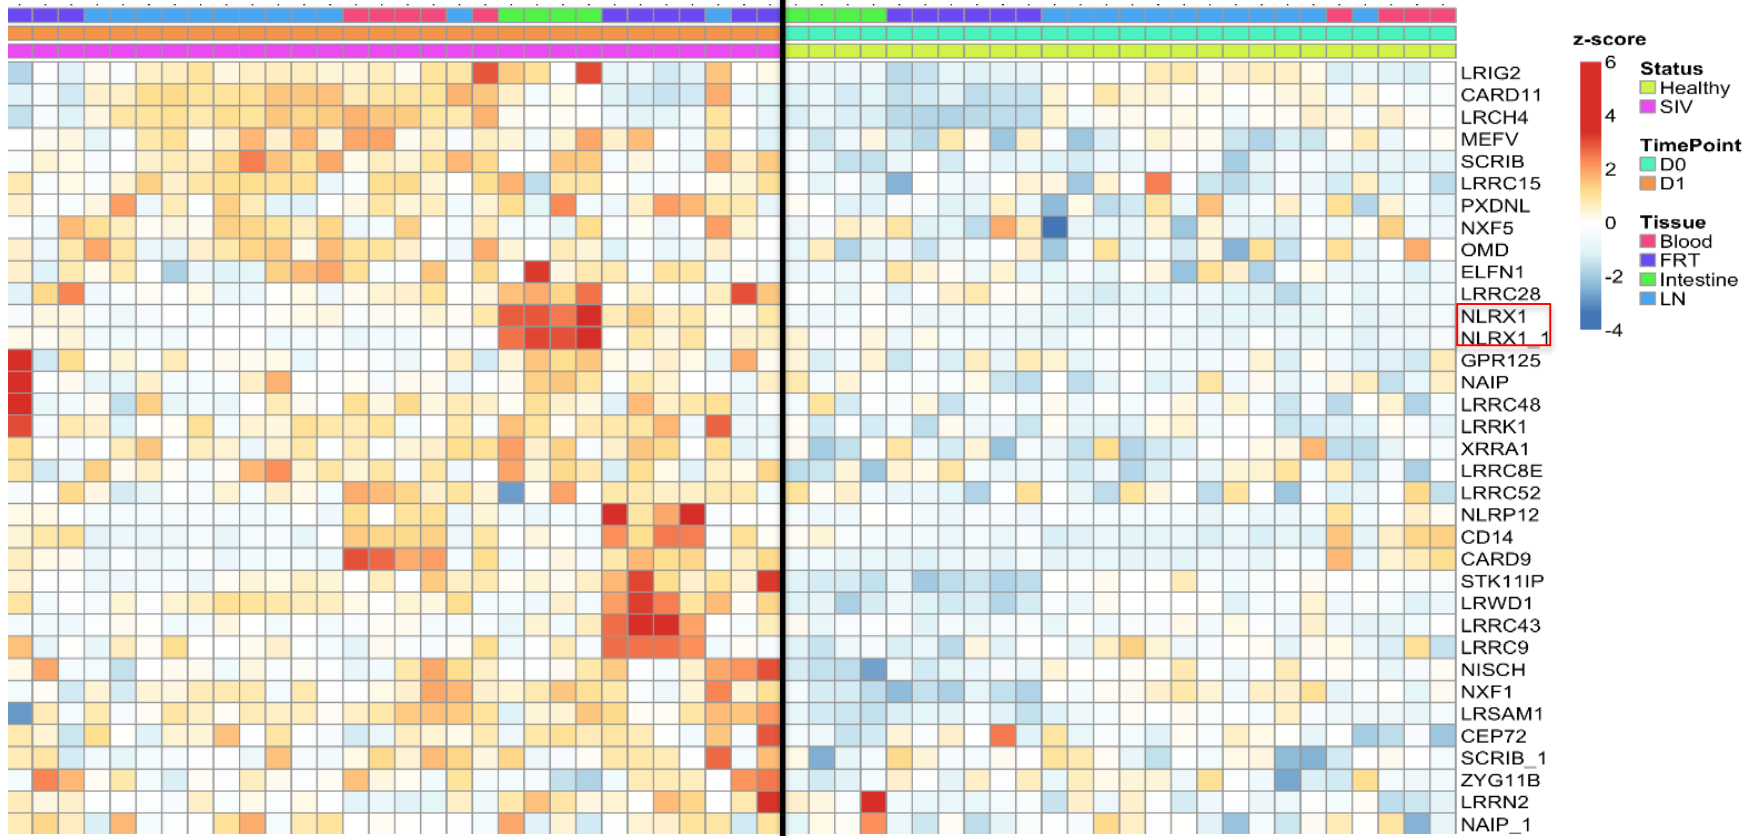 LRIG2
CARD11
LRCH4
MEFV
SCRIB
LRRC15
PXDNL
NXF5
OMD
ELFN1
LRRC28
NLRX1
NLRX1_1
GPR125
NAIP
LRRC48
LRRK1
XRRA1
LRRC8E
LRRC52
NLRP12
CD14
CARD9
STK11IP
LRWD1
LRRC43
LRRC9
NISCH
NXF1
LRSAM1
CEP72
SCRIB_1
ZYG11B
LRRN2
NAIP_1
z-score
6
4
2
0
-2
-4
Status
Healthy
SIV
TimePoint
D0
D1
Tissue
Blood
FRT
Intestine
LN